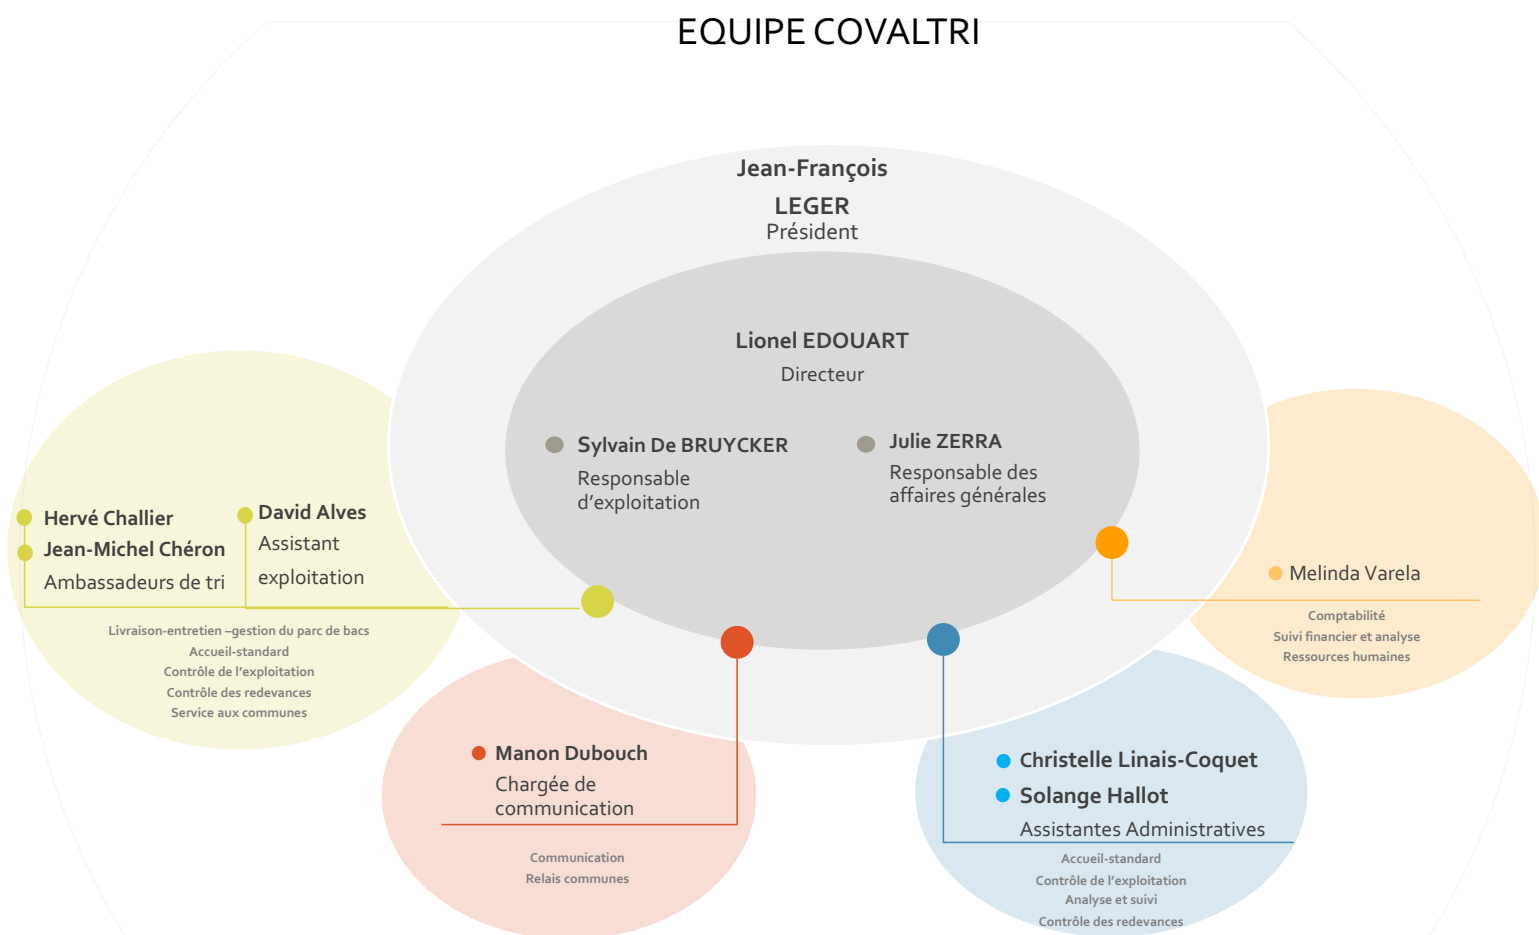 EQUIPE COVALTRI
Jean-François
LEGER
Président
Lionel EDOUART
Directeur
Sylvain De BRUYCKER
Responsable
d'exploitation
Julie ZERRA
Responsable des
affaires générales
Hervé Challier
Jean-Michel Chéron
Ambassadeurs de tri
David Alves
Assistant
exploitation
Livraison-entretien –gestion du parc de bacs
Accueil-standard
Contrôle de l'exploitation
Contrôle des redevances
Service aux communes
Melinda Varela
Comptabilité
Suivi financier et analyse
Ressources humaines
Manon Dubouch
Chargée de
communication
Communication
Relais communes
Christelle Linais-Coquet
Solange Hallot
Assistantes Administratives
Accueil-standard
Contrôle de l'exploitation
Analyse et suivi
Contrôle des redevances